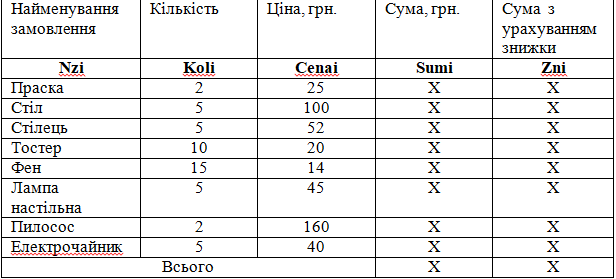 Найменування замовлення Кількість Ціна, грн. Сума, грн. Сума з урахуванням знижки
Nzi Koli Cenai Sumi Zni
Праска 2 25 X X
Стіл 5 100 X X
Стілець 5 52 X X
Тостер 10 20 X X
Фен 15 14 X X
Лампа настільна 5 45 X X
Пилосос 2 160 X X
Електрочайник 5 40 X X
Всього X X